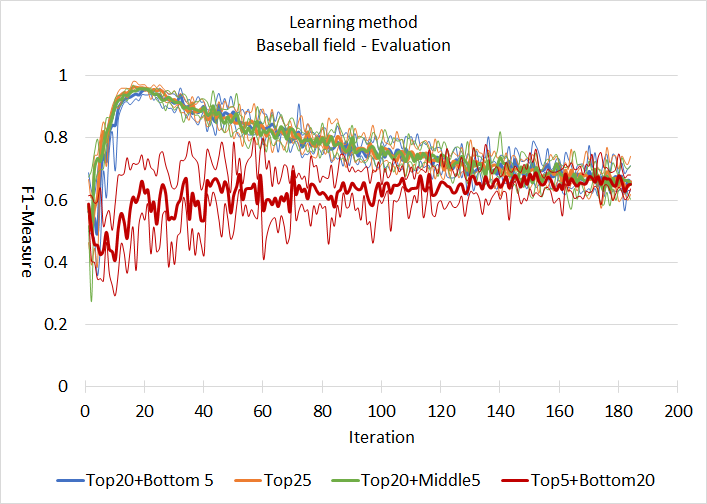 Learning method
Baseball field - Evaluation
F1-Measure
1
0.8
0.6
0.4
0.2
0
0 20 40 60 80 100 120 140 160 180 200
Iteration
Top20+Bottom 5 Top25 Top20+Middle5 Top5+Bottom20